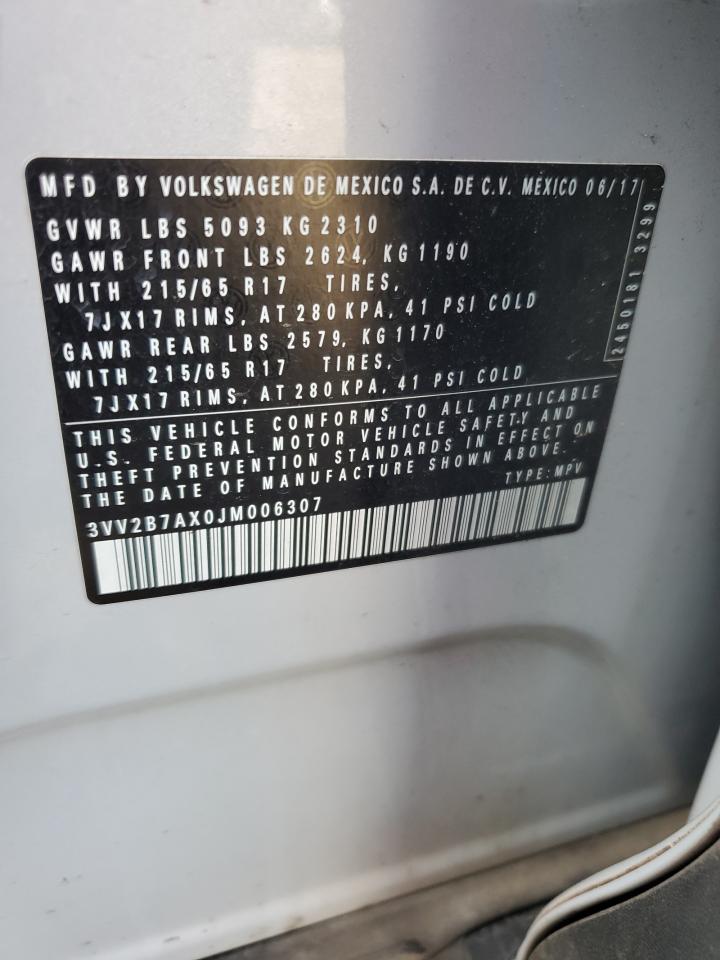 MFD BY VOLKSWAGEN DE MEXICO S.A. DE C.V. MEXICO 06/17
GVWR LBS 5093 KG 2310
GAWR FRONT LBS 2624, KG 1190
WITH 215/65 R17 TIRES,
7JX17 RIMS, AT 280 KPA, 41 PSI COLD
GAWR REAR LBS 2579, KG 1170
WITH 215/65 R17 TIRES,
7JX17 RIMS, AT 280 KPA, 41 PSI COLD
THIS VEHICLE CONFORMS TO ALL APPLICABLE
U.S. FEDERAL MOTOR VEHICLE SAFETY AND
THEFT PREVENTION STANDARDS IN EFFECT ON
THE DATE OF MANUFACTURE SHOWN ABOVE.
3VV2B7AX0JM006307 TYPE: MPV
2450181 3299